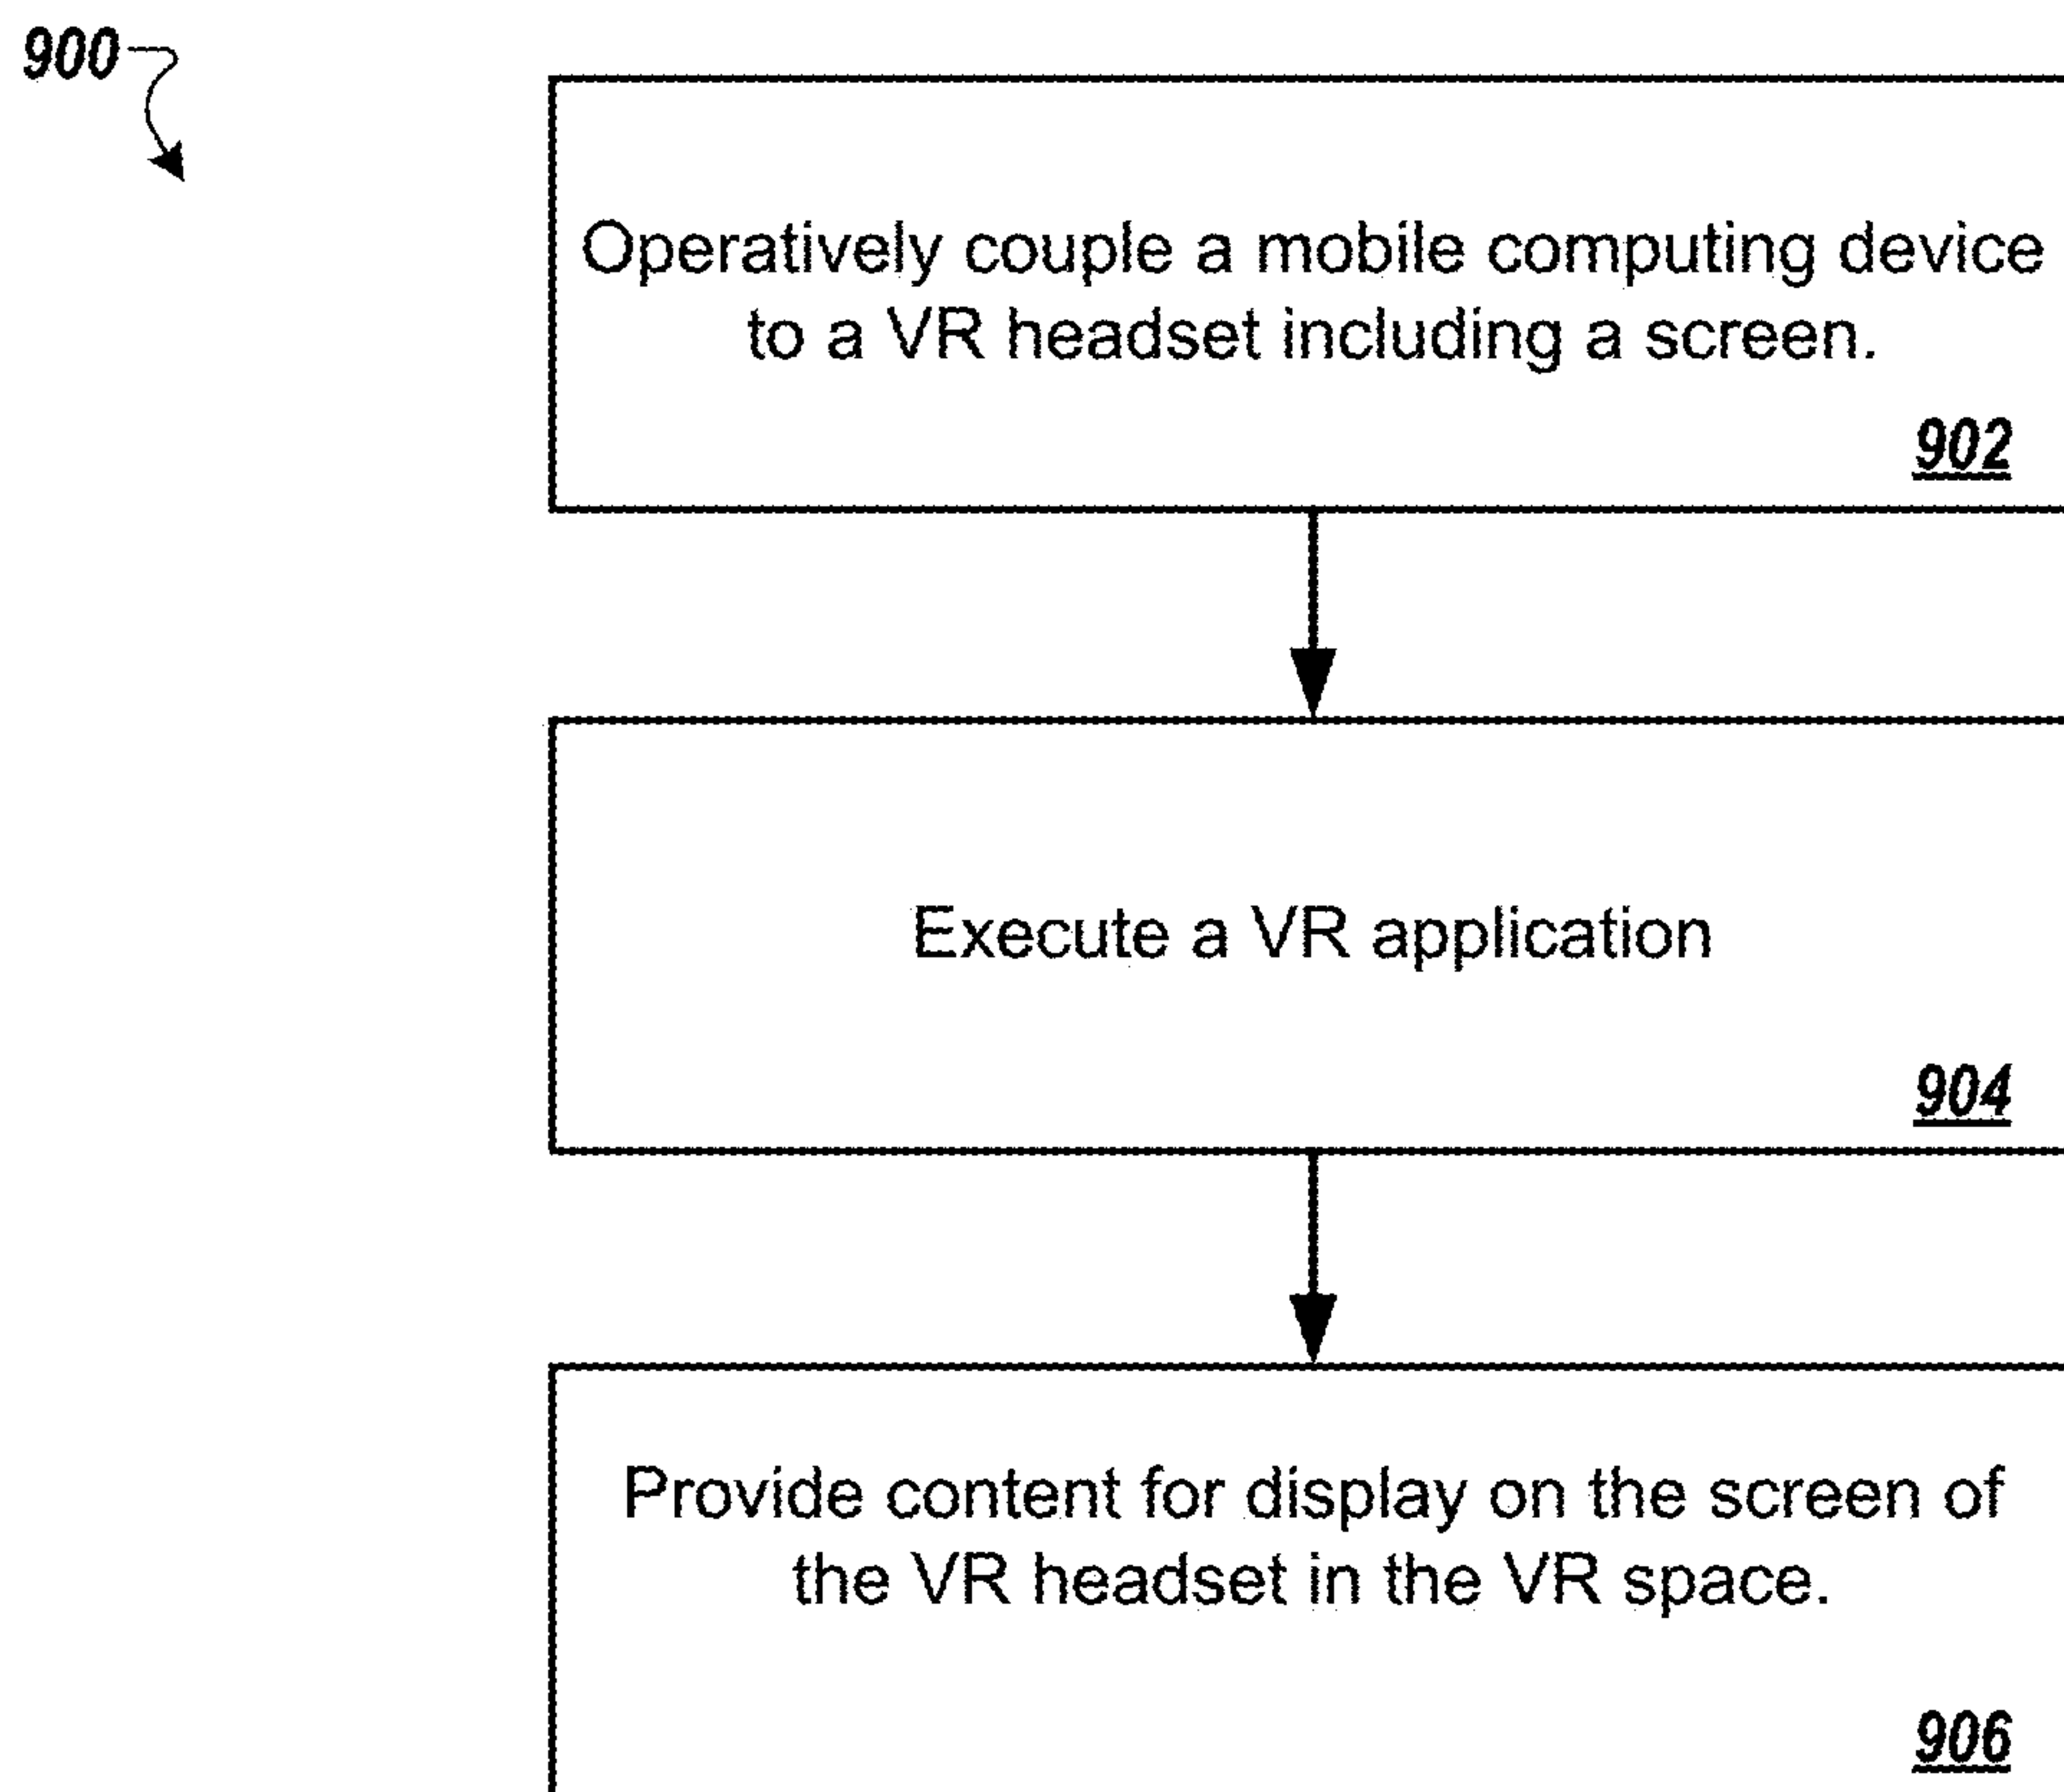 900
Operatively couple a mobile computing device
to a VR headset including a screen.
902
Execute a VR application
904
Provide content for display on the screen of
the VR headset in the VR space.
906